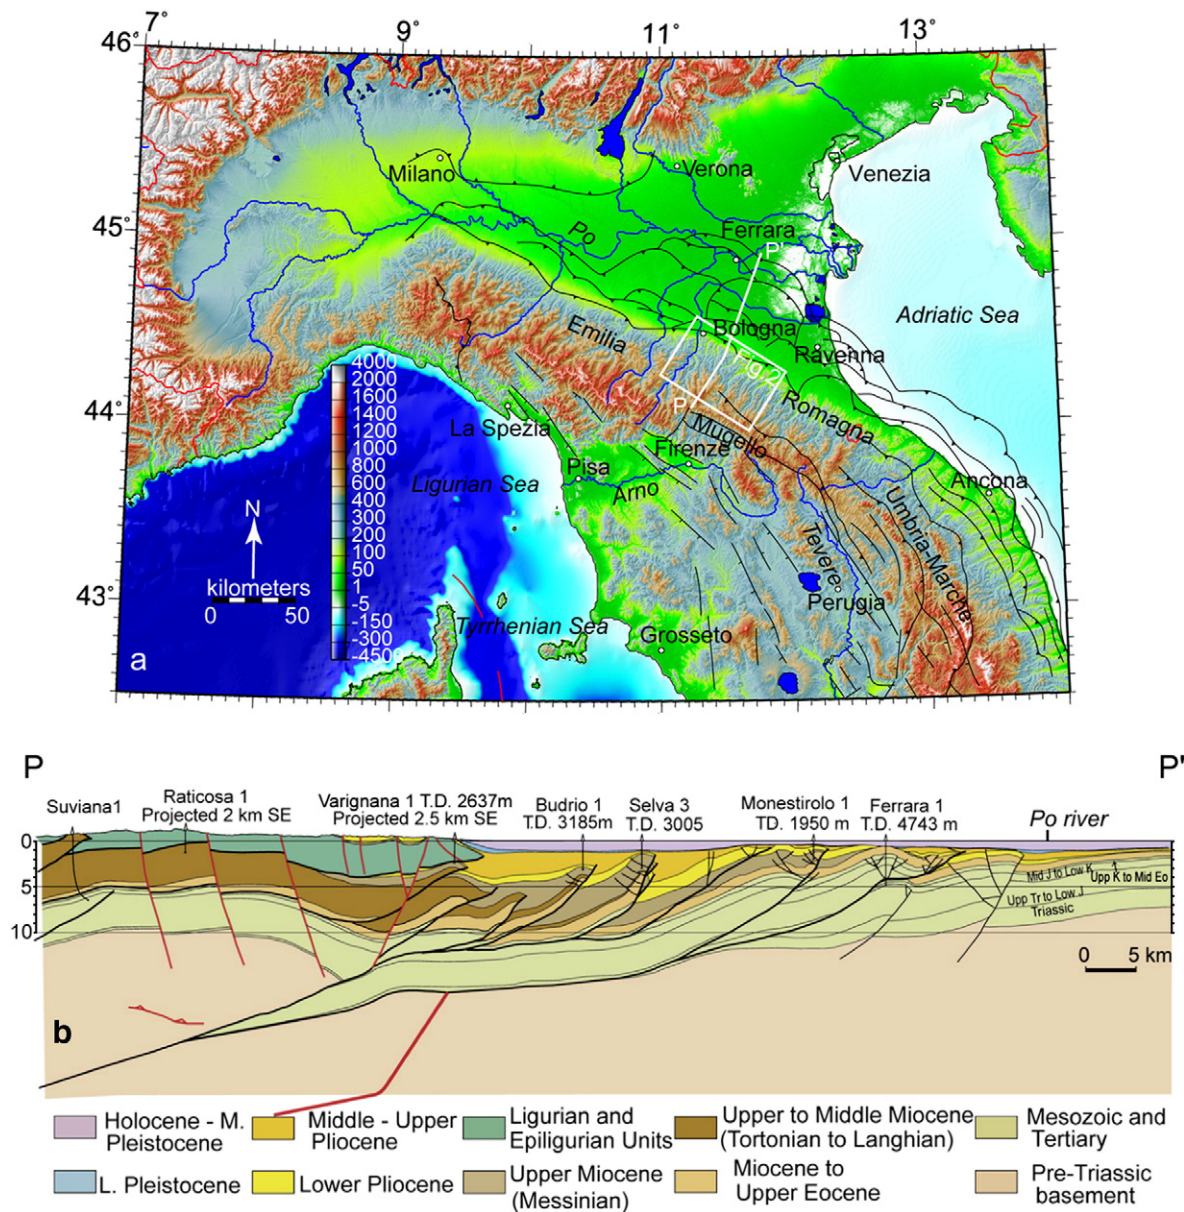 7°
9°
11°
13°
46°
45°
44°
43°
Milano
Verona
Venezia
Po
Ferrara
P'
Adriatic Sea
Emilia
Bologna
Ravenna
Fig.2
P
Romagna
Mugello
La Spezia
Firenze
Pisa
Arno
Ligurian Sea
Ancona
Umbria-Marche
Tevere
Perugia
Tyrrhenian Sea
Grosseto
4000
2000
1600
1400
1200
1000
800
600
400
300
200
100
50
1
-5
-150
-300
-4500
N
kilometers
0 50
a
P
P'
Suviana1
Raticosa 1
Projected 2 km SE
Varignana 1 T.D. 2637m
Projected 2.5 km SE
Budrio 1
T.D. 3185m
Selva 3
T.D. 3005
Monestirolo 1
TD. 1950 m
Ferrara 1
T.D. 4743 m
Po river
0
5
10
Mid J to Low K
Upp K to Mid Eo
Upp Tr to Low J
Triassic
0 5 km
b
Holocene - M.
Pleistocene
Middle - Upper
Pliocene
Ligurian and
Epiligurian Units
Upper to Middle Miocene
(Tortonian to Langhian)
Mesozoic and
Tertiary
L. Pleistocene
Lower Pliocene
Upper Miocene
(Messinian)
Miocene to
Upper Eocene
Pre-Triassic
basement